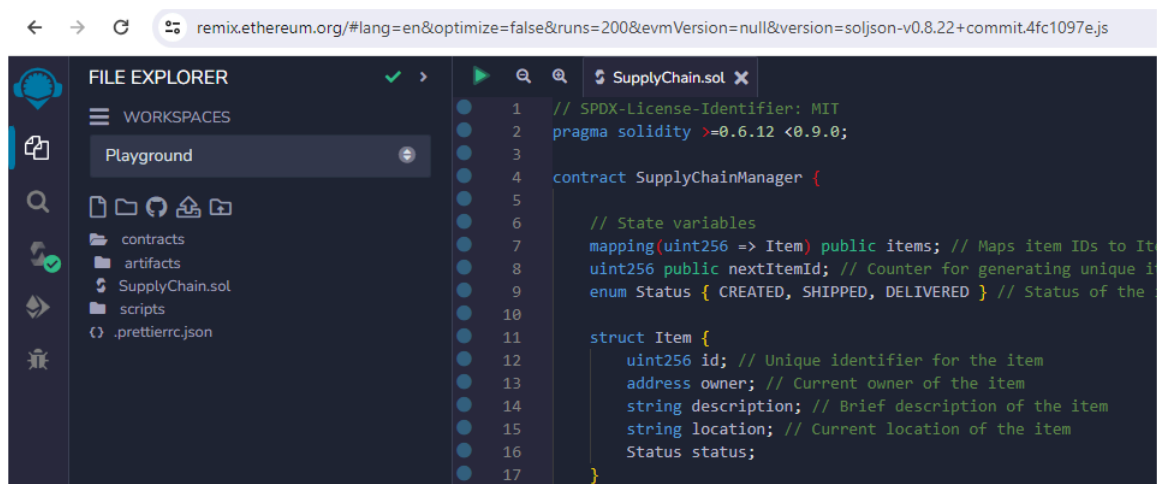 remix.ethereum.org/#lang=en&optimize=false&runs=200&evmVersion=null&version=soljson-v0.8.22+commit.4fc1097e.js
FILE EXPLORER
WORKSPACES
Playground
contracts
artifacts
SupplyChain.sol
scripts
{} .prettierrc.json
SupplyChain.sol
1 // SPDX-License-Identifier: MIT
2 pragma solidity >=0.6.12 <0.9.0;
3
4 contract SupplyChainManager {
5
6 // State variables
7 mapping(uint256 => Item) public items; // Maps item IDs to
8 uint256 public nextItemId; // Counter for generating unique
9 enum Status { CREATED, SHIPPED, DELIVERED } // Status of the
10
11 struct Item {
12 uint256 id; // Unique identifier for the item
13 address owner; // Current owner of the item
14 string description; // Brief description of the item
15 string location; // Current location of the item
16 Status status;
17 }